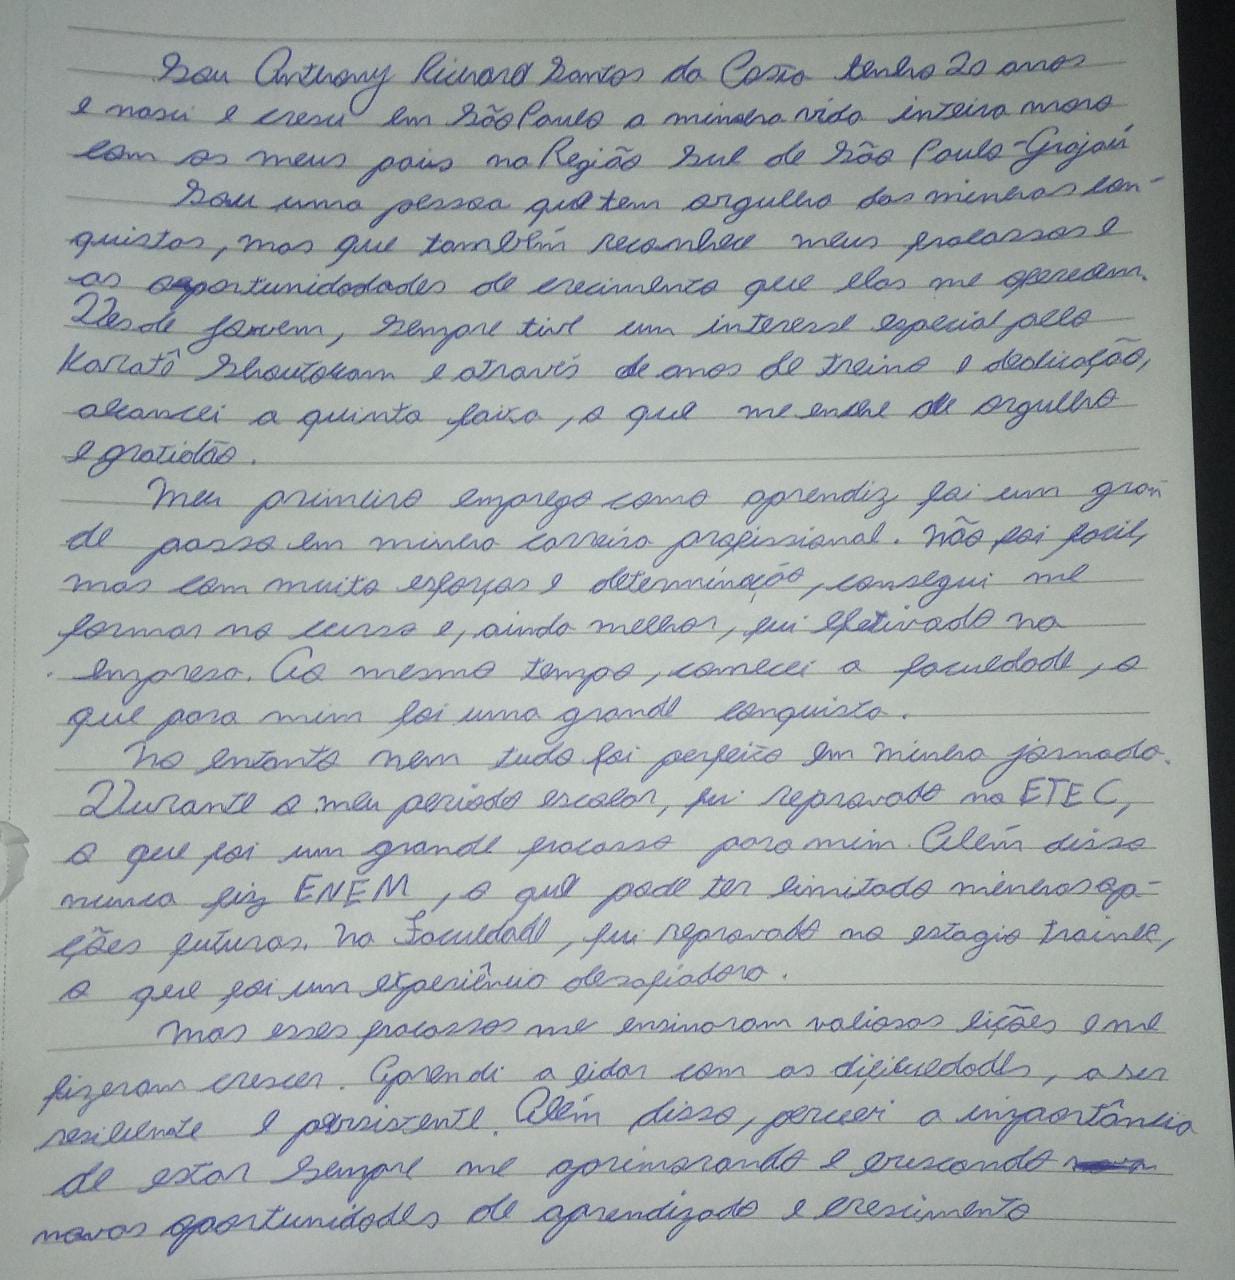 Sou Anthony Richard Santos da Costa tenho 20 anos
e nasci e cresci em São Paulo a minha vida inteira moro
com os meus pais na Região Sul de São Paulo - Grajaú
Sou uma pessoa que tem orgulho das minhas con-
quistas, mas que também reconhece meus fracassos e
as oportunidadades de crecimento que elas me oferecem.
Desde jovem, sempre tive um interesse especial pelo
Karatê Shoutokam e através de anos de treino e dedicação,
alcancei a quinta faixa, o que me enche de orgulho
e gratidão.
Meu primeiro emprego como aprendiz foi um gran
de passo em minha carreira profissional. Não foi facil,
mas com muito esforços e determinação, consegui me
formar no curso e, ainda melhor, fui efetivado na
empresa. Ao mesmo tempo, comecei a faculdade, o
que para mim foi uma grande conquista.
No entanto nem tudo foi perfeito em minha jornada.
Durante o meu período escolar, fui reprovado na ETEC,
o que foi um grande fracasso para mim. Além disso
nunca fiz ENEM, o que pode ter limitado minhas op-
ções futuras. Na Faculdade, fui reprovado no estagio trainee,
o que foi um experiência desafiadora.
Mas esses fracassos me ensinaram valiosas lições e me
fizeram crescer. Aprendi a lidar com as dificuldades, a ser
resiliente e persistente. Além disso, percebi a importância
de estar sempre me aprimorando e buscando
novas oportunidades de aprendizado e crescimento